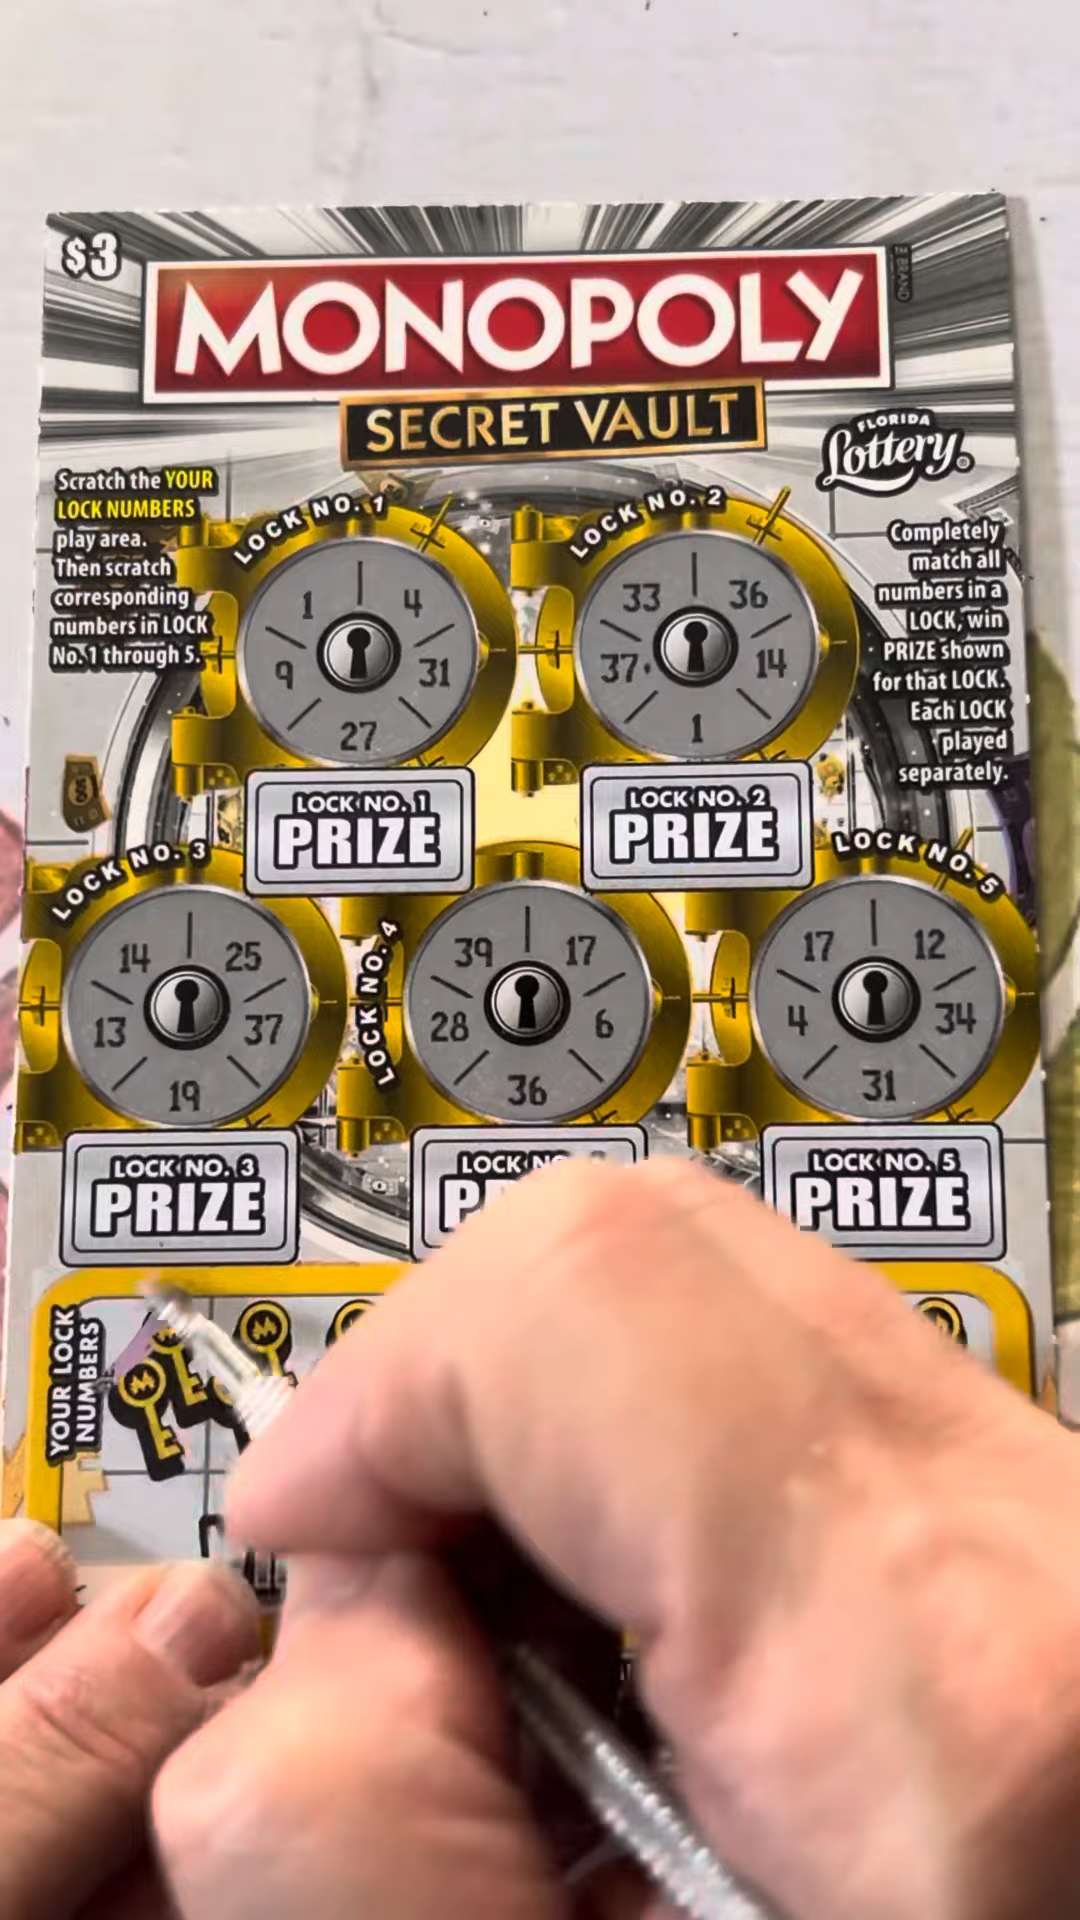 $3
MONOPOLY
BRAND
SECRET VAULT
FLORIDA
Lottery
Scratch the YOUR
LOCK NUMBERS
play area.
Then scratch
corresponding
numbers in LOCK
No. 1 through 5.
Completely
match all
numbers in a
LOCK, win
PRIZE shown
for that LOCK.
Each LOCK
played
separately.
LOCK NO. 1
1 4
9 31
27
LOCK NO. 1
PRIZE
LOCK NO. 2
33 36
37 14
1
LOCK NO. 2
PRIZE
LOCK NO. 3
14 25
13 37
19
LOCK NO. 3
PRIZE
LOCK NO. 4
39 17
28 6
36
LOCK
LOCK NO. 5
17 12
4 34
31
LOCK NO. 5
PRIZE
YOUR LOCK
NUMBERS